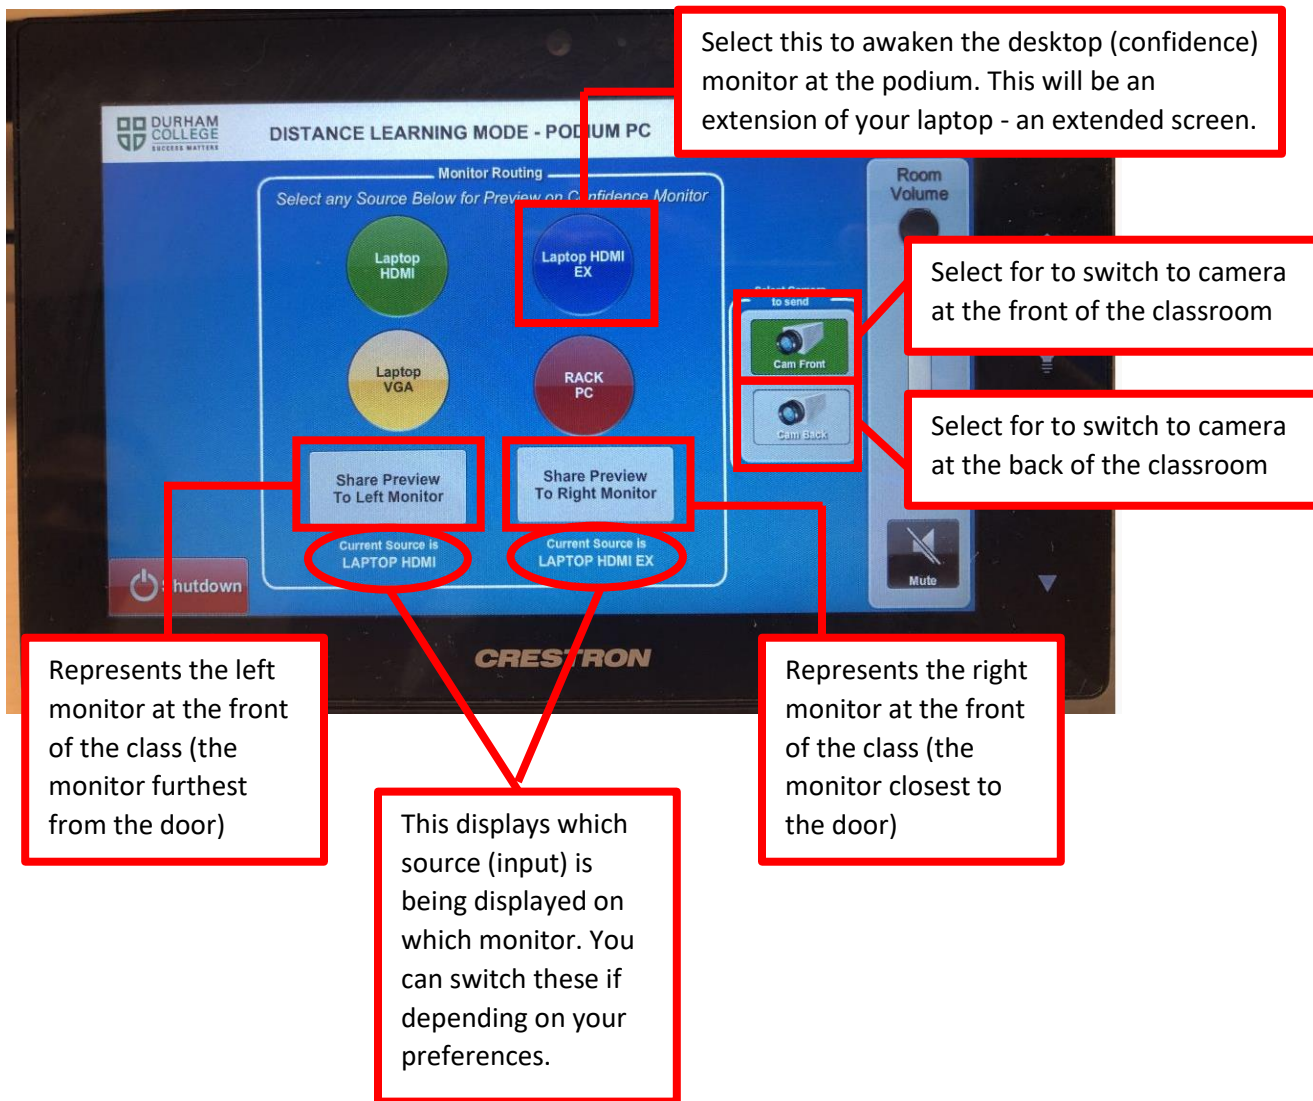 Select this to awaken the desktop (confidence)
monitor at the podium. This will be an
extension of your laptop - an extended screen.
DURHAM
COLLEGE
SUCCESS MATTERS
DISTANCE LEARNING MODE - PODIUM PC
Monitor Routing
Select any Source Below for Preview on Confidence Monitor
Room
Volume
Laptop
HDMI
Laptop HDMI
EX
Select Camera
to send
Select for to switch to camera
at the front of the classroom
Cam Front
Laptop
VGA
RACK
PC
Cam Back
Select for to switch to camera
at the back of the classroom
Share Preview
To Left Monitor
Share Preview
To Right Monitor
Current Source is
LAPTOP HDMI
Current Source is
LAPTOP HDMI EX
Shutdown
Mute
CRESTRON
Represents the left
monitor at the front
of the class (the
monitor furthest
from the door)
Represents the right
monitor at the front
of the class (the
monitor closest to
the door)
This displays which
source (input) is
being displayed on
which monitor. You
can switch these if
depending on your
preferences.